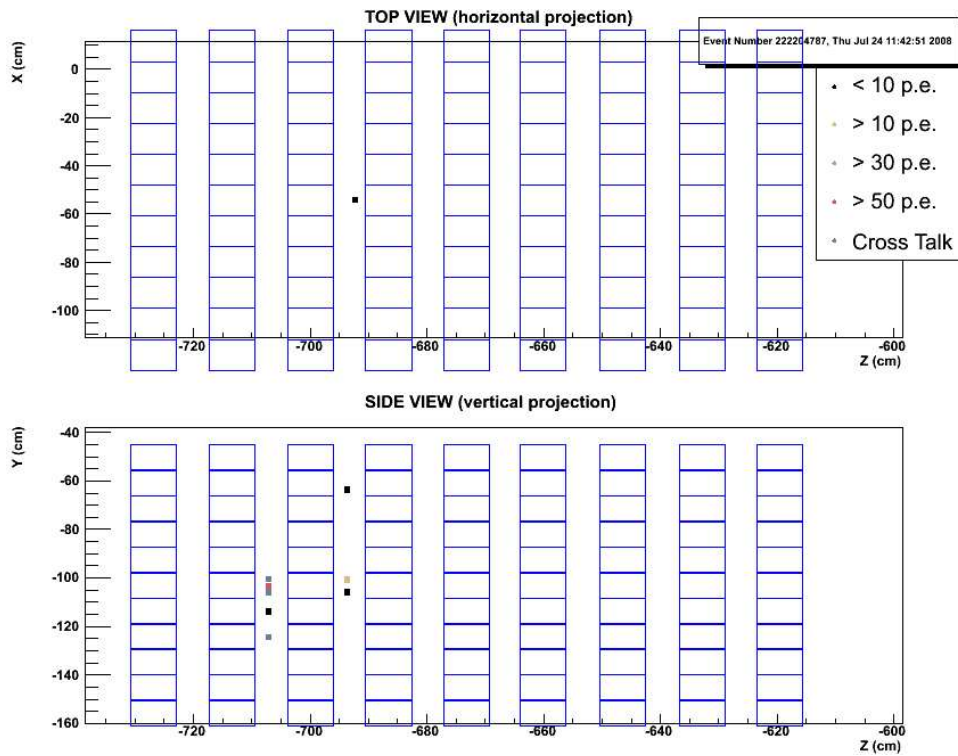 TOP VIEW (horizontal projection)
Event Number 222204787, Thu Jul 24 11:42:51 2008
X (cm)
0
-20
-40
-60
-80
-100
< 10 p.e.
> 10 p.e.
> 30 p.e.
> 50 p.e.
Cross Talk
-720 -700 -680 -660 -640 -620 -600
Z (cm)
SIDE VIEW (vertical projection)
Y (cm)
-40
-60
-80
-100
-120
-140
-160
-720 -700 -680 -660 -640 -620 -600
Z (cm)